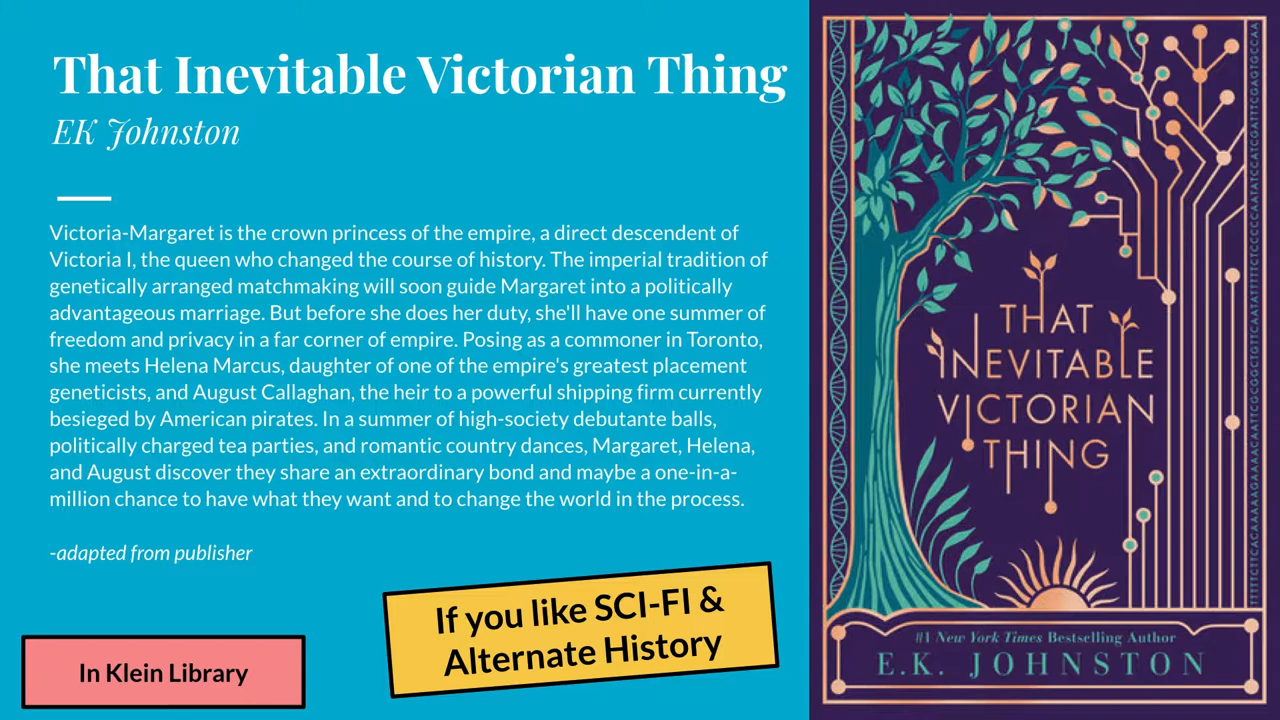 That Inevitable Victorian Thing
EK Johnston
Victoria-Margaret is the crown princess of the empire, a direct descendent of
Victoria I, the queen who changed the course of history. The imperial tradition of
genetically arranged matchmaking will soon guide Margaret into a politically
advantageous marriage. But before she does her duty, she'll have one summer of
freedom and privacy in a far corner of empire. Posing as a commoner in Toronto,
she meets Helena Marcus, daughter of one of the empire's greatest placement
geneticists, and August Callaghan, the heir to a powerful shipping firm currently
besieged by American pirates. In a summer of high-society debutante balls,
politically charged tea parties, and romantic country dances, Margaret, Helena,
and August discover they share an extraordinary bond and maybe a one-in-a-
million chance to have what they want and to change the world in the process.
-adapted from publisher
If you like SCI-FI &
Alternate History
In Klein Library
THAT
INEVITABLE
VICTORIAN
THING
#1 New York Times Bestselling Author
E.K. JOHNSTON